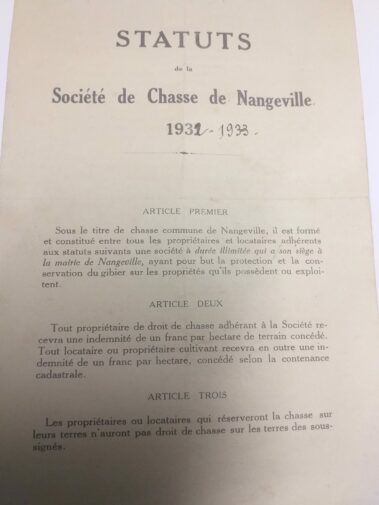 STATUTS
de la
Société de Chasse de Nangeville
1932-1933.
ARTICLE PREMIER
Sous le titre de chasse commune de Nangeville, il est formé
et constitué entre tous les propriétaires et locataires adhérents
aux statuts suivants une société à durée illimitée qui a son siège à
la mairie de Nangeville, ayant pour but la protection et la con-
servation du gibier sur les propriétés qu'ils possèdent ou exploi-
tent.
ARTICLE DEUX
Tout propriétaire de droit de chasse adhérant à la Société re-
cevra une indemnité de un franc par hectare de terrain concédé.
Tout locataire ou propriétaire cultivant recevra en outre une in-
demnité de un franc par hectare, concédé selon la contenance
cadastrale.
ARTICLE TROIS
Les propriétaires ou locataires qui réserveront la chasse sur
leurs terres n'auront pas droit de chasse sur les terres des sous-
signés.